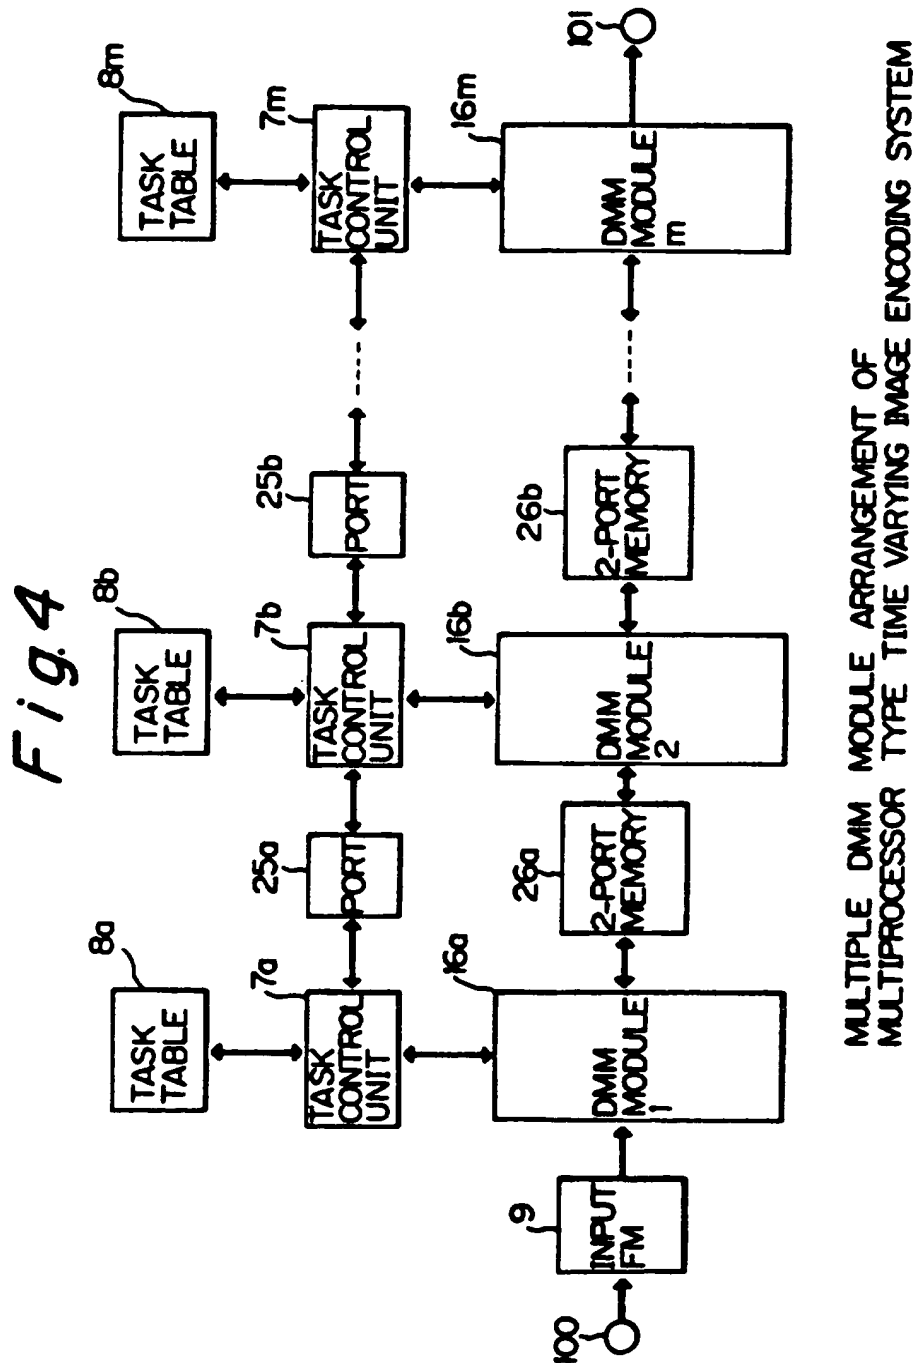 Fig. 4
8a
TASK
TABLE
8b
TASK
TABLE
8m
TASK
TABLE
7a
TASK
CONTROL
UNIT
25a
PORT
7b
TASK
CONTROL
UNIT
25b
PORT
7m
TASK
CONTROL
UNIT
100
9
INPUT
FM
16a
DMM
MODULE
1
26a
2-PORT
MEMORY
16b
DMM
MODULE
2
26b
2-PORT
MEMORY
16m
DMM
MODULE
m
101
MULTIPLE DMM MODULE ARRANGEMENT OF
MULTIPROCESSOR TYPE TIME VARYING IMAGE ENCODING SYSTEM